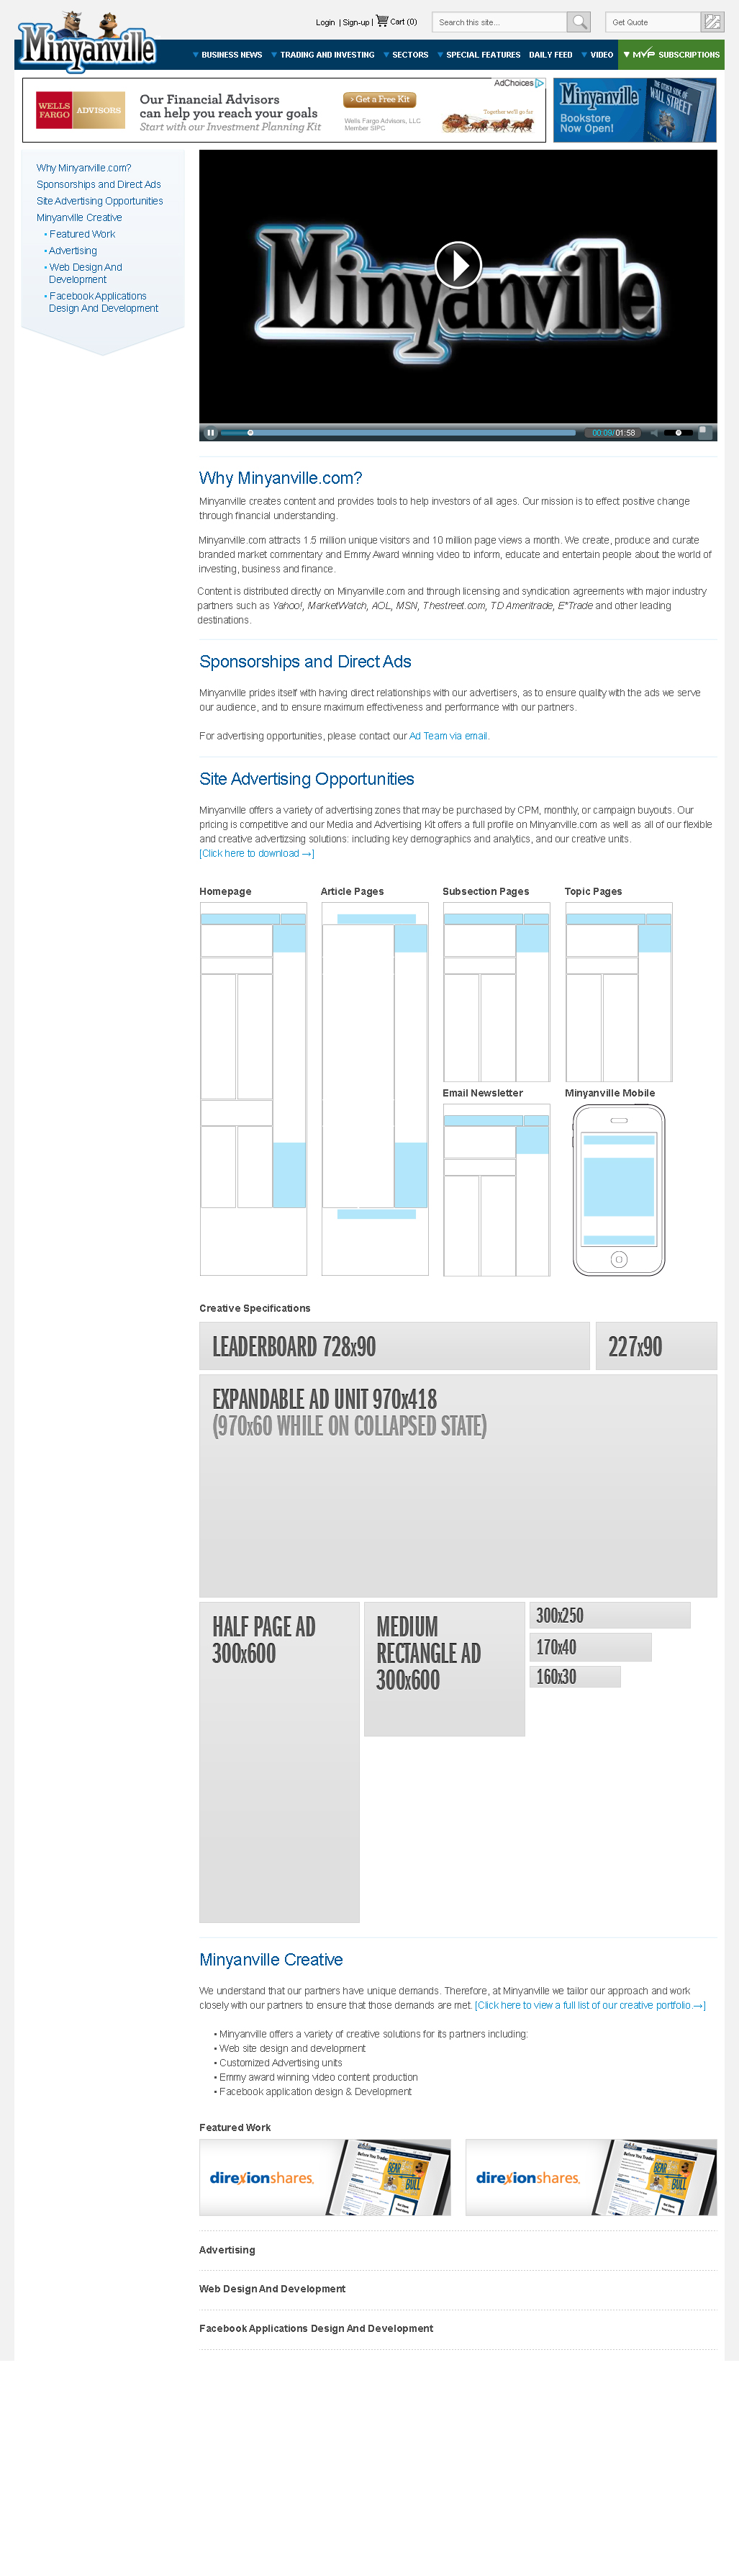 Minyanville
Login | Sign-up | Cart (0)
Search this site...
Get Quote
BUSINESS NEWS TRADING AND INVESTING SECTORS SPECIAL FEATURES DAILY FEED VIDEO MVP SUBSCRIPTIONS
WELLS FARGO ADVISORS
Our Financial Advisors
can help you reach your goals
Start with our Investment Planning Kit
> Get a Free Kit
Wells Fargo Advisors, LLC
Member SIPC
AdChoices
Together we'll go far
Minyanville
Bookstore
Now Open!
THE OTHER SIDE OF
WALL STREET
Why Minyanville.com?
Sponsorships and Direct Ads
Site Advertising Opportunities
Minyanville Creative
• Featured Work
• Advertising
• Web Design And
Development
• Facebook Applications
Design And Development
Minyanville
00:09/01:58
Why Minyanville.com?
Minyanville creates content and provides tools to help investors of all ages. Our mission is to effect positive change
through financial understanding.
Minyanville.com attracts 1.5 million unique visitors and 10 million page views a month. We create, produce and curate
branded market commentary and Emmy Award winning video to inform, educate and entertain people about the world of
investing, business and finance.
Content is distributed directly on Minyanville.com and through licensing and syndication agreements with major industry
partners such as Yahoo!, MarketWatch, AOL, MSN, Thestreet.com, TD Ameritrade, E*Trade and other leading
destinations.
Sponsorships and Direct Ads
Minyanville prides itself with having direct relationships with our advertisers, as to ensure quality with the ads we serve
our audience, and to ensure maximum effectiveness and performance with our partners.
For advertising opportunities, please contact our Ad Team via email.
Site Advertising Opportunities
Minyanville offers a variety of advertising zones that may be purchased by CPM, monthly, or campaign buyouts. Our
pricing is competitive and our Media and Advertising Kit offers a full profile on Minyanville.com as well as all of our flexible
and creative advertizsing solutions: including key demographics and analytics, and our creative units.
[Click here to download →]
Homepage
Article Pages
Subsection Pages
Topic Pages
Email Newsletter
Minyanville Mobile
Creative Specifications
LEADERBOARD 728x90
227x90
EXPANDABLE AD UNIT 970x418
(970x60 WHILE ON COLLAPSED STATE)
HALF PAGE AD
300x600
MEDIUM
RECTANGLE AD
300x600
300x250
170x40
160x30
Minyanville Creative
We understand that our partners have unique demands. Therefore, at Minyanville we tailor our approach and work
closely with our partners to ensure that those demands are met. [Click here to view a full list of our creative portfolio.→]
• Minyanville offers a variety of creative solutions for its partners including:
• Web site design and development
• Customized Advertising units
• Emmy award winning video content production
• Facebook application design & Development
Featured Work
direxionshares.
BEAR
BULL
direxionshares.
BEAR
BULL
Advertising
Web Design And Development
Facebook Applications Design And Development